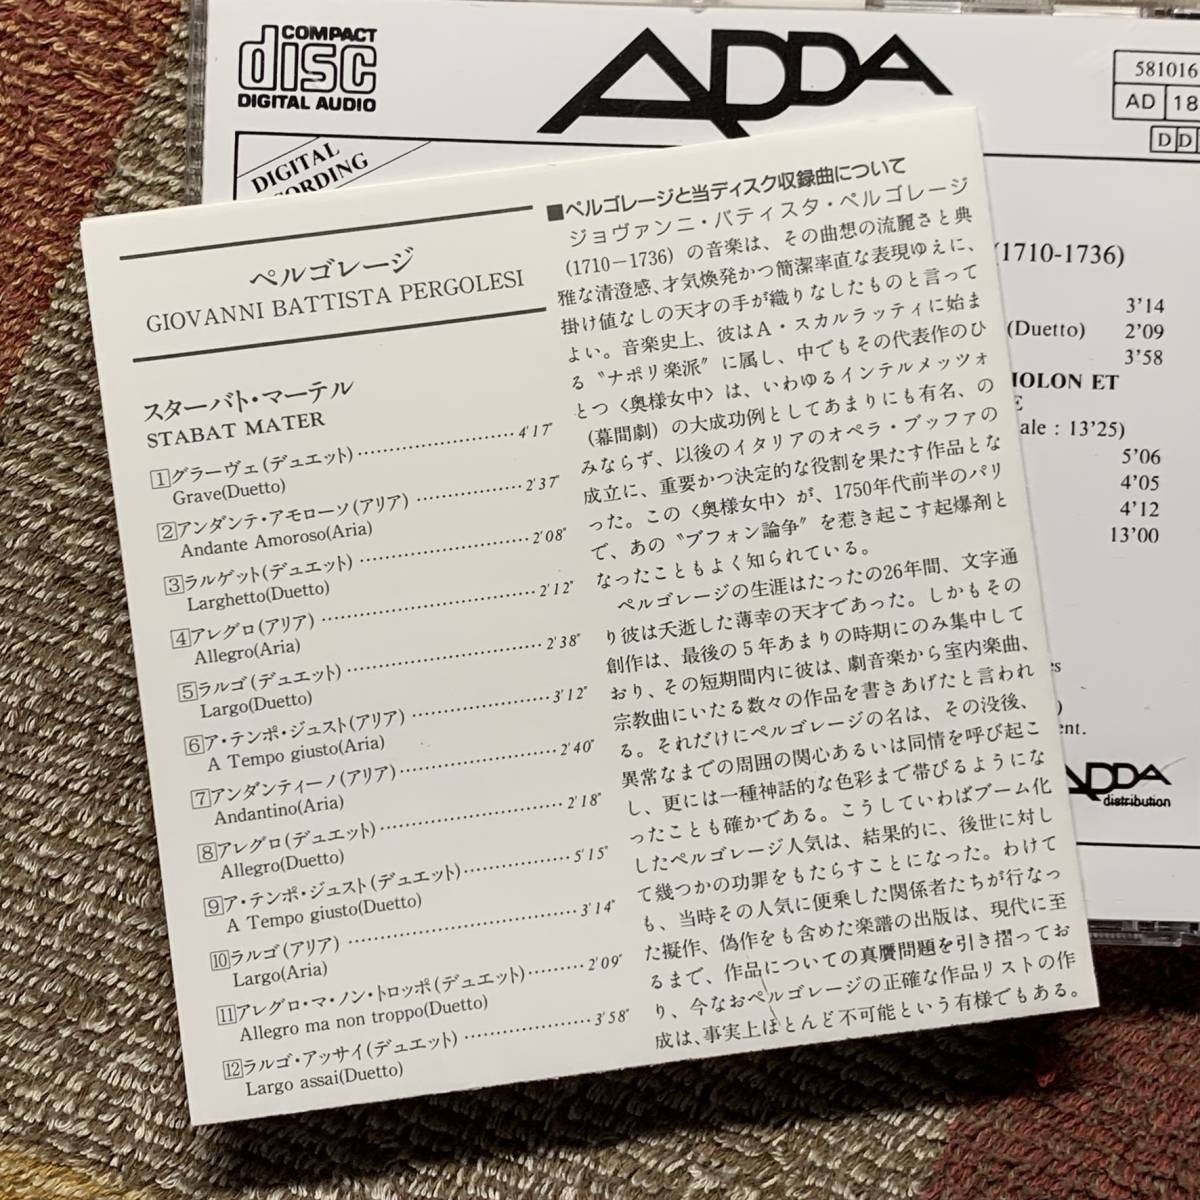 COMPACT
disc
DIGITAL AUDIO
ADDA
581016
AD 18
D D
DIGITAL
ペルゴレージ
GIOVANNI BATTISTA PERGOLESI
スターバト・マーテル
STABAT MATER
1 グラーヴェ(デュエット)……………………4'17"
Grave(Duetto)
2 アンダンテ・アモローソ(アリア)……………2'37"
Andante Amoroso(Aria)
3 ラルゲット(デュエット)……………………2'08"
Larghetto(Duetto)
4 アレグロ(アリア)……………………………2'12"
Allegro(Aria)
5 ラルゴ(デュエット)…………………………2'38"
Largo(Duetto)
6 ア・テンポ・ジュスト(アリア)………………3'12"
A Tempo giusto(Aria)
7 アンダンティーノ(アリア)…………………2'40"
Andantino(Aria)
8 アレグロ(デュエット)………………………2'18"
Allegro(Duetto)
9 ア・テンポ・ジュスト(デュエット)…………5'15"
A Tempo giusto(Duetto)
10 ラルゴ(アリア)………………………………3'14"
Largo(Aria)
11 アレグロ・マ・ノン・トロッポ(デュエット)………2'09"
Allegro ma non troppo(Duetto)
12 ラルゴ・アッサイ(デュエット)………………3'58"
Largo assai(Duetto)
■ペルゴレージと当ディスク収録曲について
ジョヴァンニ・バティスタ・ペルゴレージ
(1710－1736)の音楽は、その曲想の流麗さと典
雅な清澄感、才気煥発かつ簡潔率直な表現ゆえに、
掛け値なしの天才の手が織りなしたものと言って
よい。音楽史上、彼はA・スカルラッティに始ま
る〝ナポリ楽派〟に属し、中でもその代表作のひ
とつ〈奥様女中〉は、いわゆるインテルメッツォ
(幕間劇)の大成功例としてあまりにも有名、の
みならず、以後のイタリアのオペラ・ブッファの
成立に、重要かつ決定的な役割を果たす作品とな
った。この〈奥様女中〉が、1750年代前半のパリ
で、あの〝ブフォン論争〟を惹き起こす起爆剤と
なったこともよく知られている。
ペルゴレージの生涯はたったの26年間、文字通
り彼は夭逝した薄幸の天才であった。しかもその
創作は、最後の5年あまりの時期にのみ集中して
おり、その短期間内に彼は、劇音楽から室内楽曲、
宗教曲にいたる数々の作品を書きあげたと言われ
る。それだけにペルゴレージの名は、その没後、
異常なまでの周囲の関心あるいは同情を呼び起こ
し、更には一種神話的な色彩まで帯びるようにな
ったことも確かである。こうしていわばブーム化
したペルゴレージ人気は、結果的に、後世に対し
て幾つかの功罪をもたらすことになった。わけて
も、当時その人気に便乗した関係者たちが行なっ
た擬作、偽作をも含めた楽譜の出版は、現代に至
るまで、作品についての真贋問題を引き摺ってお
り、今なおペルゴレージの正確な作品リストの作
成は、事実上ほとんど不可能という有様でもある。
(1710-1736)
3'14
(Duetto) 2'09
3'58
ET
13'25)
5'06
4'05
4'12
13'00
ADDA
distribution